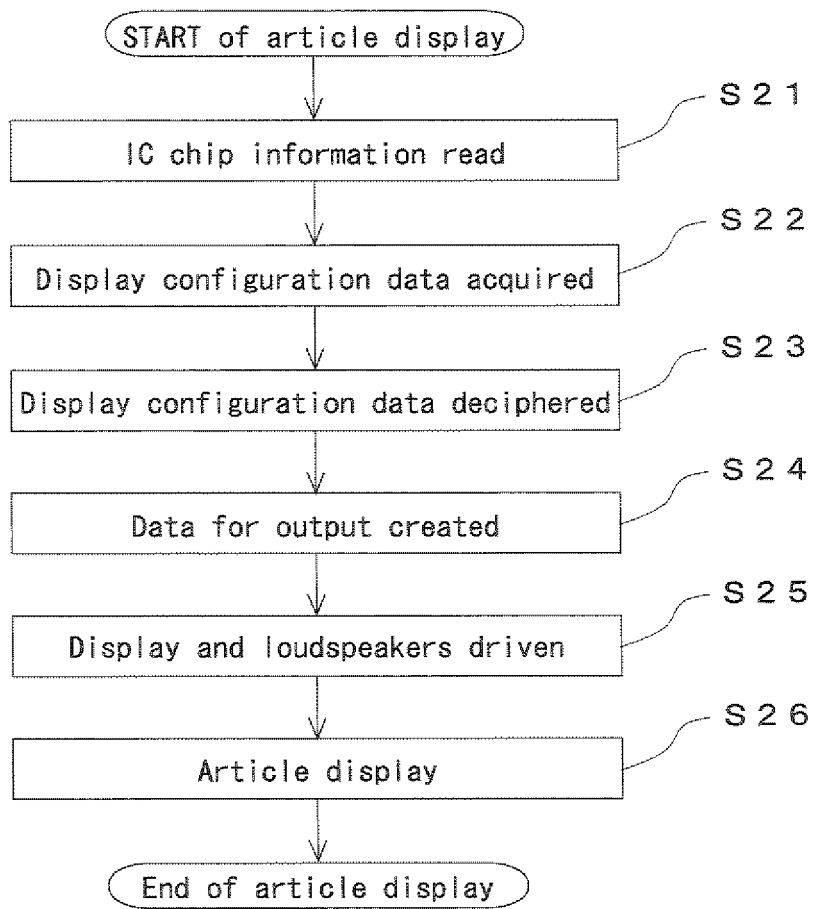 START of article display
S21
IC chip information read
S22
Display configuration data acquired
S23
Display configuration data deciphered
S24
Data for output created
S25
Display and loudspeakers driven
S26
Article display
End of article display